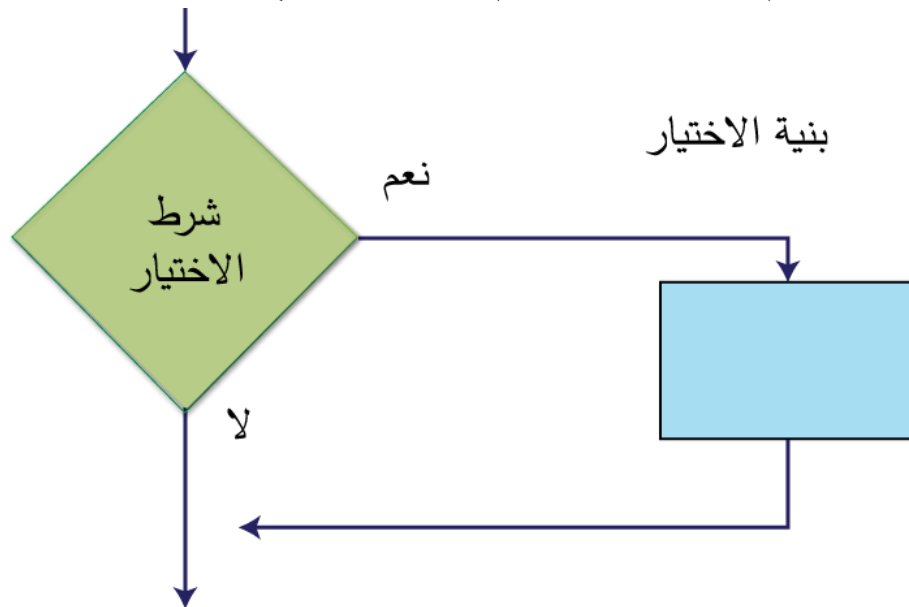 بنية الاختيار
نعم
شرط
الاختيار
لا